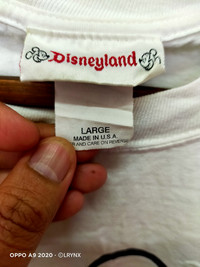 Disneyland
LARGE
MADE IN U.S.A.
AND CARE ON REVERSE
OPPO A9 2020 · ©LRYNX